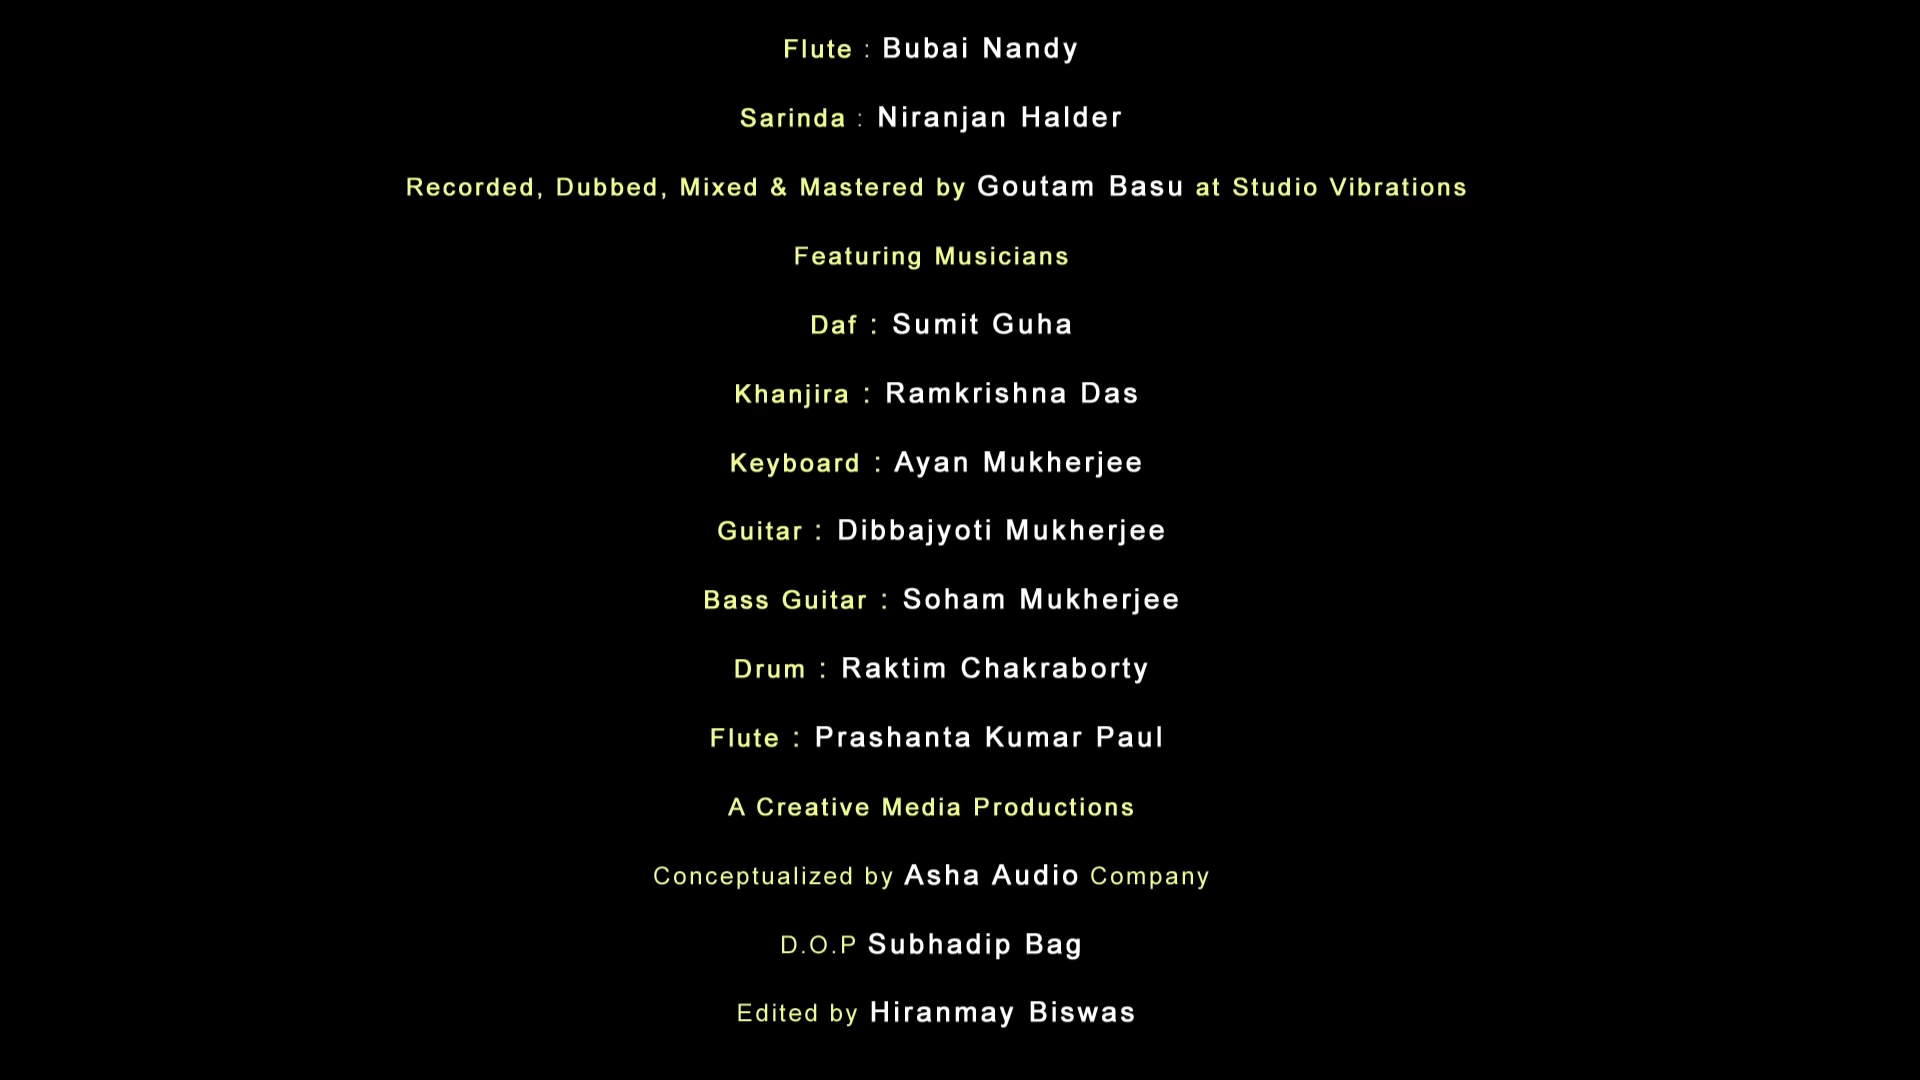 Flute : Bubai Nandy
Sarinda : Niranjan Halder
Recorded, Dubbed, Mixed & Mastered by Goutam Basu at Studio Vibrations
Featuring Musicians
Daf : Sumit Guha
Khanjira : Ramkrishna Das
Keyboard : Ayan Mukherjee
Guitar : Dibbajyoti Mukherjee
Bass Guitar : Soham Mukherjee
Drum : Raktim Chakraborty
Flute : Prashanta Kumar Paul
A Creative Media Productions
Conceptualized by Asha Audio Company
D.O.P Subhadip Bag
Edited by Hiranmay Biswas